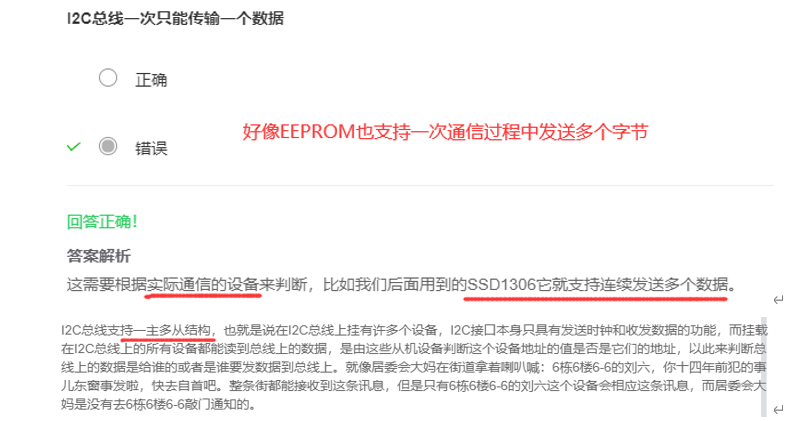 I2C总线一次只能传输一个数据
正确
好像EEPROM也支持一次通信过程中发送多个字节
错误
回答正确!
答案解析
这需要根据实际通信的设备来判断，比如我们后面用到的SSD1306它就支持连续发送多个数据。
I2C总线支持一主多从结构，也就是说在I2C总线上挂有许多个设备，I2C接口本身只具有发送时钟和收发数据的功能，而挂载
在I2C总线上的所有设备都能读到总线上的数据，是由这些从机设备判断这个设备地址的值是否是它们的地址，以此来判断总
线上的数据是给谁的或者是谁要发数据到总线上。就像居委会大妈在街道拿着喇叭喊：6栋6楼6-6的刘六，你十四年前犯的事
儿东窗事发啦，快去自首吧。整条街都能接收到这条讯息，但是只有6栋6楼6-6的刘六这个设备会相应这条讯息，而居委会大
妈是没有去6栋6楼6-6敲门通知的。